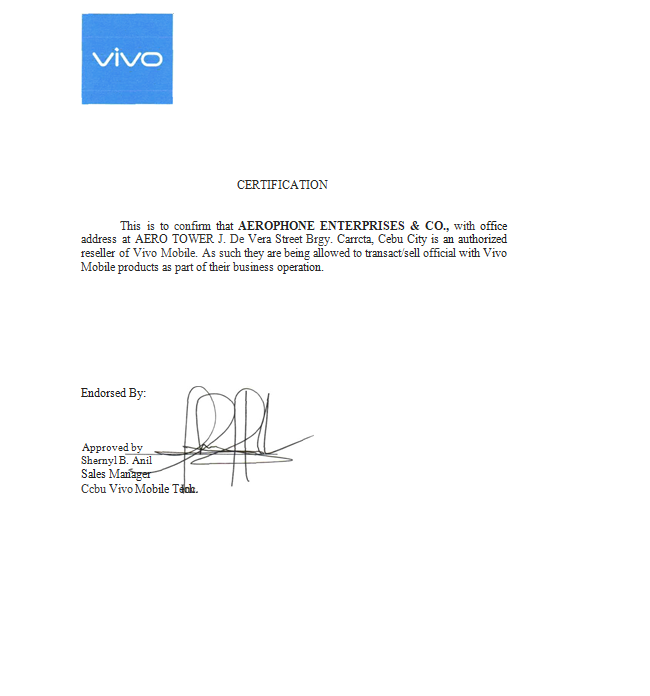 vivo
CERTIFICATION
This is to confirm that AEROPHONE ENTERPRISES & CO., with office
address at AERO TOWER J. De Vera Street Brgy. Carrcta, Cebu City is an authorized
reseller of Vivo Mobile. As such they are being allowed to transact/sell official with Vivo
Mobile products as part of their business operation.
Endorsed By:
Approved by
Shernyl B. Anil
Sales Manager
Ccbu Vivo Mobile Tech.